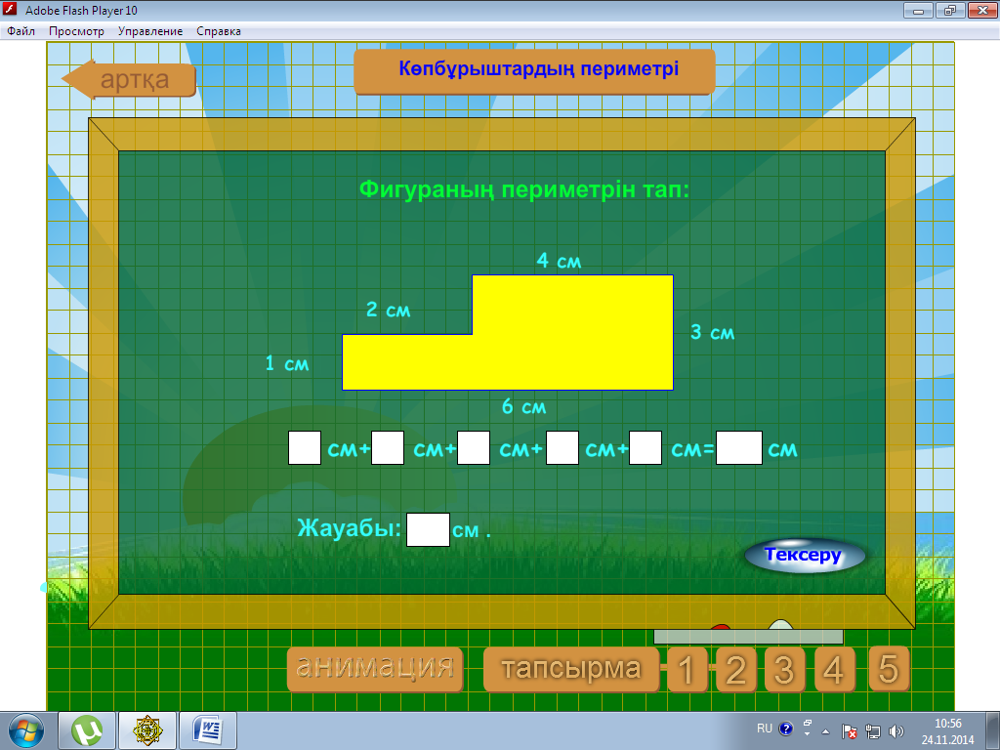 Adobe Flash Player 10
Файл Просмотр Управление Справка
артқа
Көпбұрыштардың периметрі
Фигураның периметрін тап:
4 см
2 см
3 см
1 см
6 см
см+ см+ см+ см+ см= см
Жауабы: см .
Тексеру
анимация тапсырма 1 2 3 4 5
RU 10:56
24.11.2014